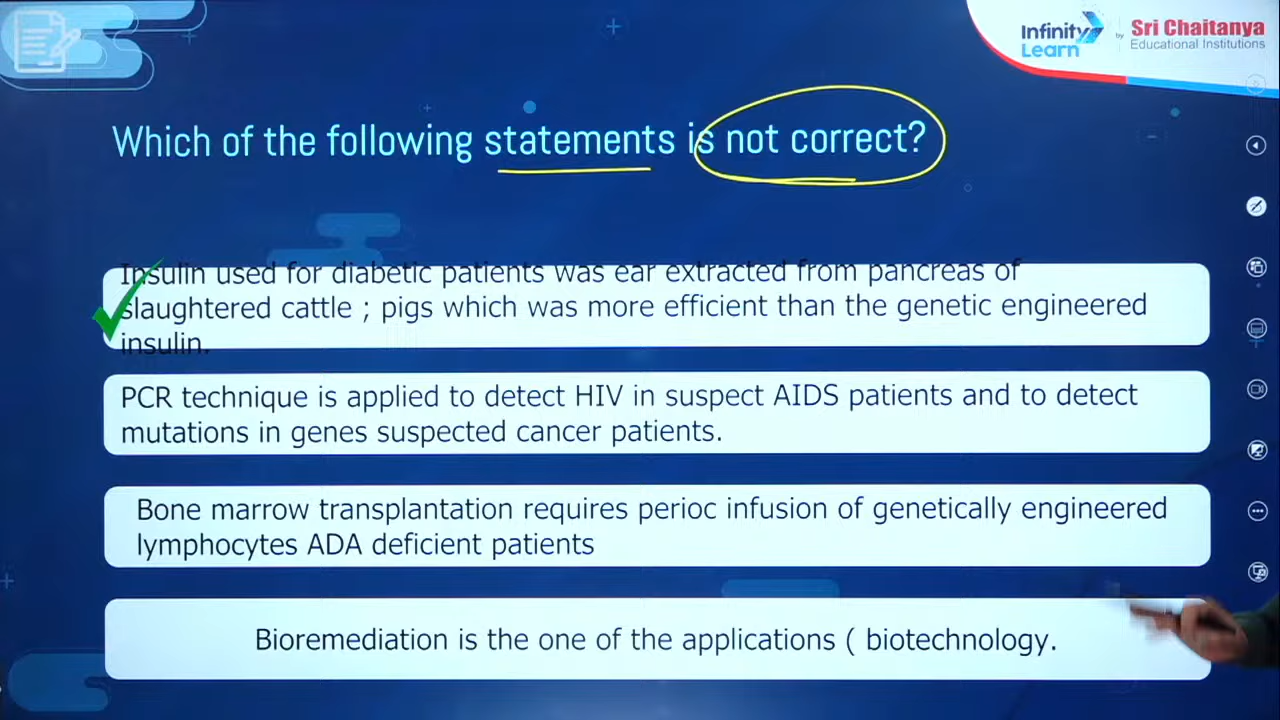 Infinity
Learn
by
Sri Chaitanya
Educational Institutions
Which of the following statements is not correct?
Insulin used for diabetic patients was ear extracted from pancreas of
slaughtered cattle ; pigs which was more efficient than the genetic engineered
insulin.
PCR technique is applied to detect HIV in suspect AIDS patients and to detect
mutations in genes suspected cancer patients.
Bone marrow transplantation requires perioc infusion of genetically engineered
lymphocytes ADA deficient patients
Bioremediation is the one of the applications ( biotechnology.